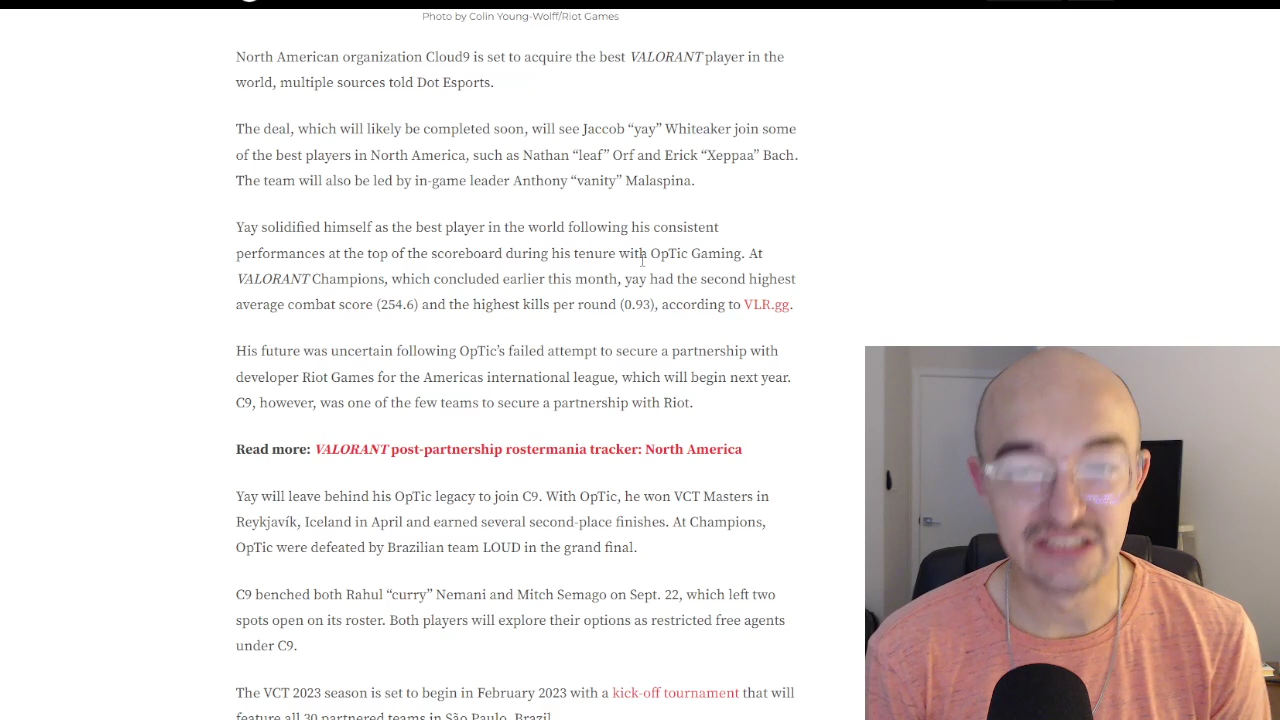 Photo by Colin Young-Wolff/Riot Games
North American organization Cloud9 is set to acquire the best VALORANT player in the
world, multiple sources told Dot Esports.
The deal, which will likely be completed soon, will see Jaccob “yay” Whiteaker join some
of the best players in North America, such as Nathan “leaf” Orf and Erick “Xeppaa” Bach.
The team will also be led by in-game leader Anthony “vanity” Malaspina.
Yay solidified himself as the best player in the world following his consistent
performances at the top of the scoreboard during his tenure with OpTic Gaming. At
VALORANT Champions, which concluded earlier this month, yay had the second highest
average combat score (254.6) and the highest kills per round (0.93), according to VLR.gg.
His future was uncertain following OpTic’s failed attempt to secure a partnership with
developer Riot Games for the Americas international league, which will begin next year.
C9, however, was one of the few teams to secure a partnership with Riot.
Read more: VALORANT post-partnership rostermania tracker: North America
Yay will leave behind his OpTic legacy to join C9. With OpTic, he won VCT Masters in
Reykjavík, Iceland in April and earned several second-place finishes. At Champions,
OpTic were defeated by Brazilian team LOUD in the grand final.
C9 benched both Rahul “curry” Nemani and Mitch Semago on Sept. 22, which left two
spots open on its roster. Both players will explore their options as restricted free agents
under C9.
The VCT 2023 season is set to begin in February 2023 with a kick-off tournament that will
feature all 30 partnered teams in São Paulo, Brazil.